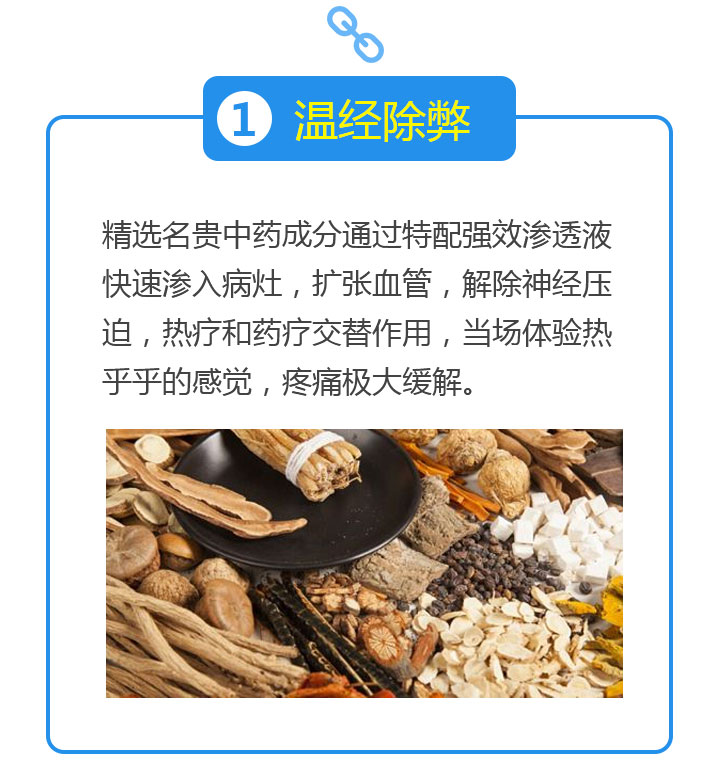 1 温经除弊
精选名贵中药成分通过特配强效渗透液
快速渗入病灶，扩张血管，解除神经压
迫，热疗和药疗交替作用，当场体验热
乎乎的感觉，疼痛极大缓解。